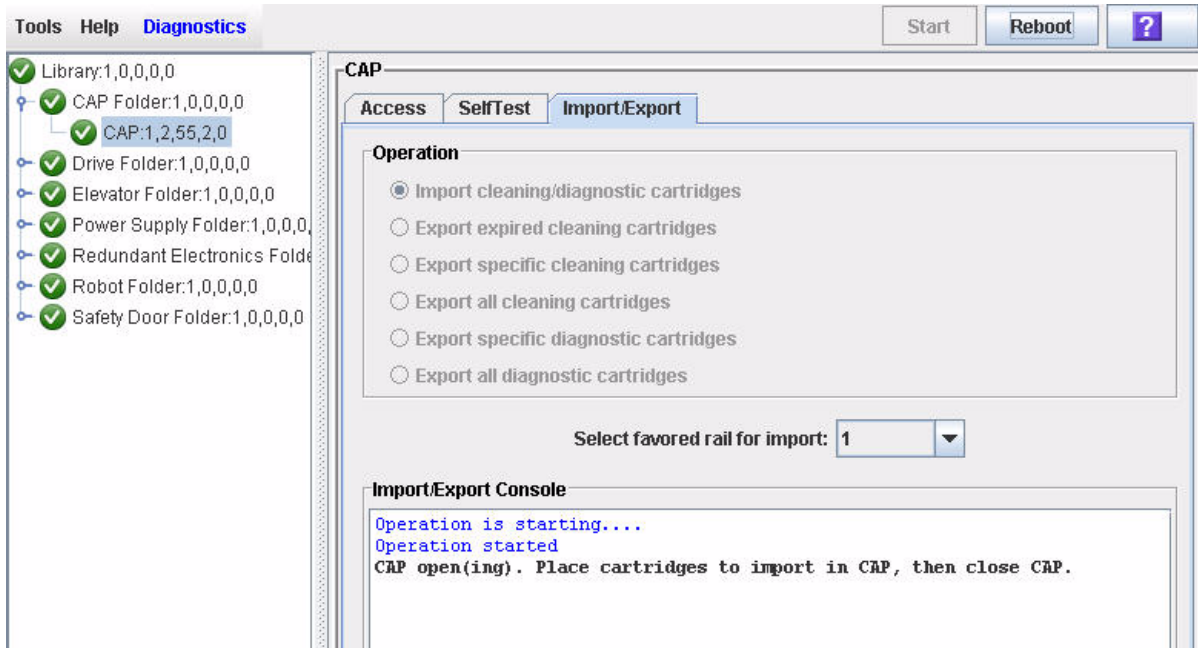 Tools Help Diagnostics
Start Reboot ?
Library:1,0,0,0,0
CAP Folder:1,0,0,0,0
CAP:1,2,55,2,0
Drive Folder:1,0,0,0,0
Elevator Folder:1,0,0,0,0
Power Supply Folder:1,0,0,0,
Redundant Electronics Folde
Robot Folder:1,0,0,0,0
Safety Door Folder:1,0,0,0,0
CAP
Access SelfTest Import/Export
Operation
Import cleaning/diagnostic cartridges
Export expired cleaning cartridges
Export specific cleaning cartridges
Export all cleaning cartridges
Export specific diagnostic cartridges
Export all diagnostic cartridges
Select favored rail for import: 1
Import/Export Console
Operation is starting....
Operation started
CAP open(ing). Place cartridges to import in CAP, then close CAP.